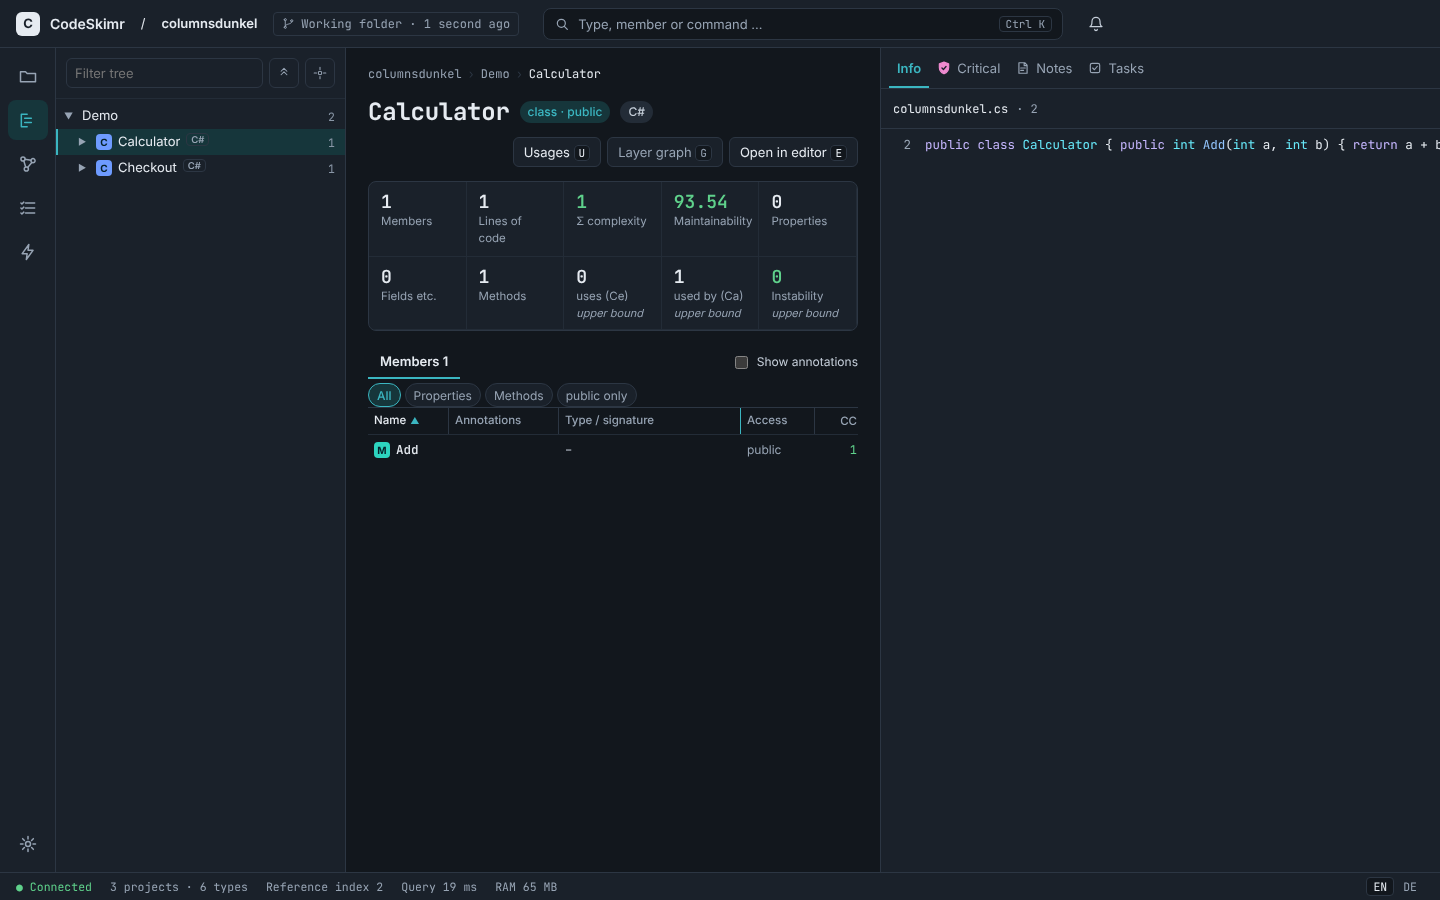 C CodeSkimr / columnsdunkel Working folder · 1 second ago Type, member or command ... Ctrl K
Filter tree
Demo 2
C Calculator C# 1
C Checkout C# 1
columnsdunkel › Demo › Calculator
Calculator class · public C#
Usages U Layer graph G Open in editor E
1 1 1 93.54 0
Members Lines of code Σ complexity Maintainability Properties
0 1 0 1 0
Fields etc. Methods uses (Ce) used by (Ca) Instability
upper bound upper bound upper bound
Members 1 Show annotations
All Properties Methods public only
Name ▲ Annotations Type / signature Access CC
M Add – public 1
Info Critical Notes Tasks
columnsdunkel.cs · 2
2 public class Calculator { public int Add(int a, int b) { return a + b
● Connected 3 projects · 6 types Reference index 2 Query 19 ms RAM 65 MB EN DE